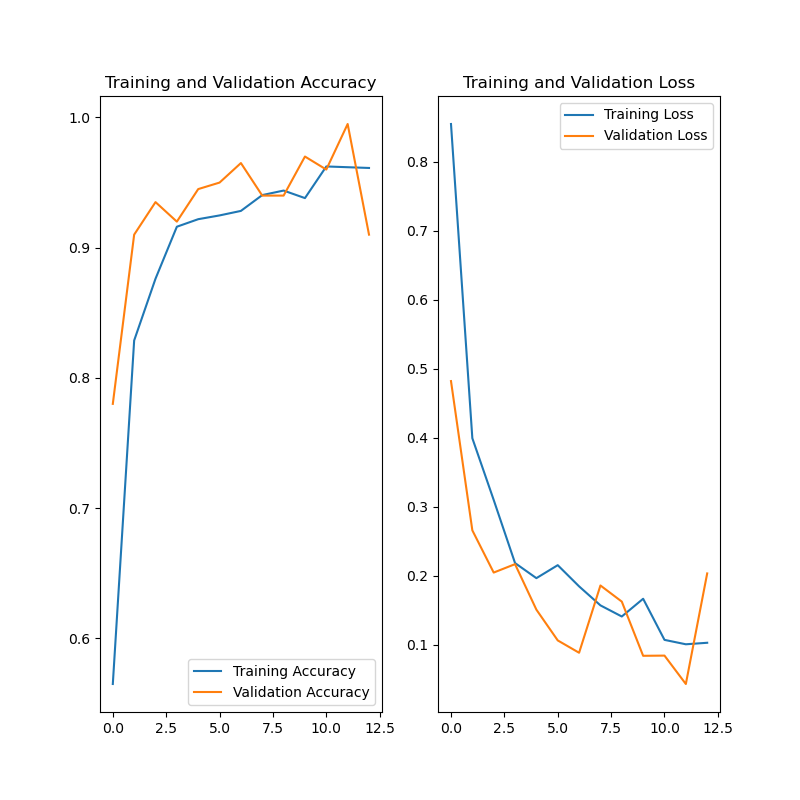 Training and Validation Accuracy
1.0
0.9
0.8
0.7
0.6
Training Accuracy
Validation Accuracy
0.0 2.5 5.0 7.5 10.0 12.5
Training and Validation Loss
Training Loss
Validation Loss
0.8
0.7
0.6
0.5
0.4
0.3
0.2
0.1
0.0 2.5 5.0 7.5 10.0 12.5